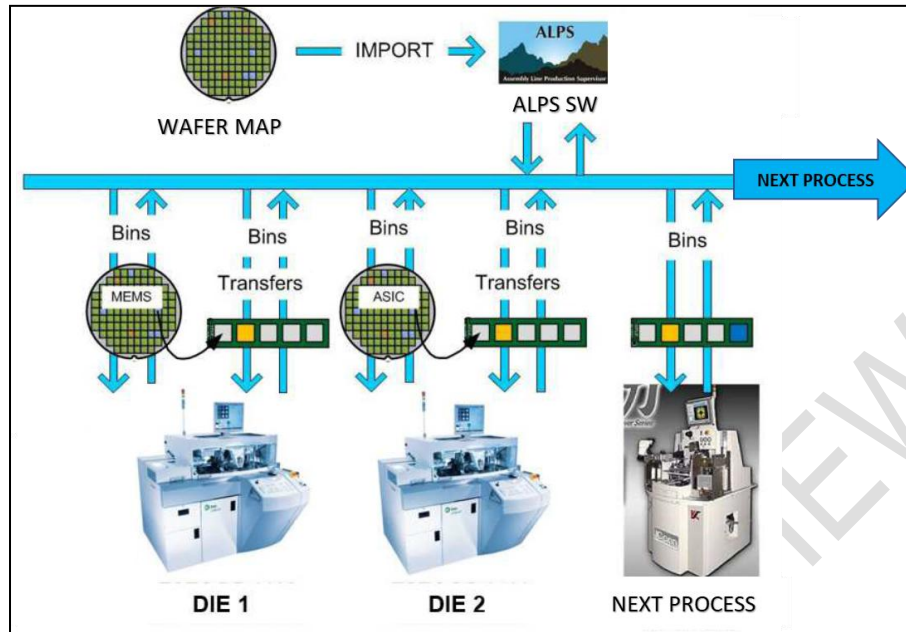 IMPORT
ALPS
Assembly Line Production Supervisor
WAFER MAP
ALPS SW
NEXT PROCESS
Bins
Bins
Bins
Bins
Bins
MEMS
Transfers
ASIC
Transfers
DIE 1
DIE 2
NEXT PROCESS